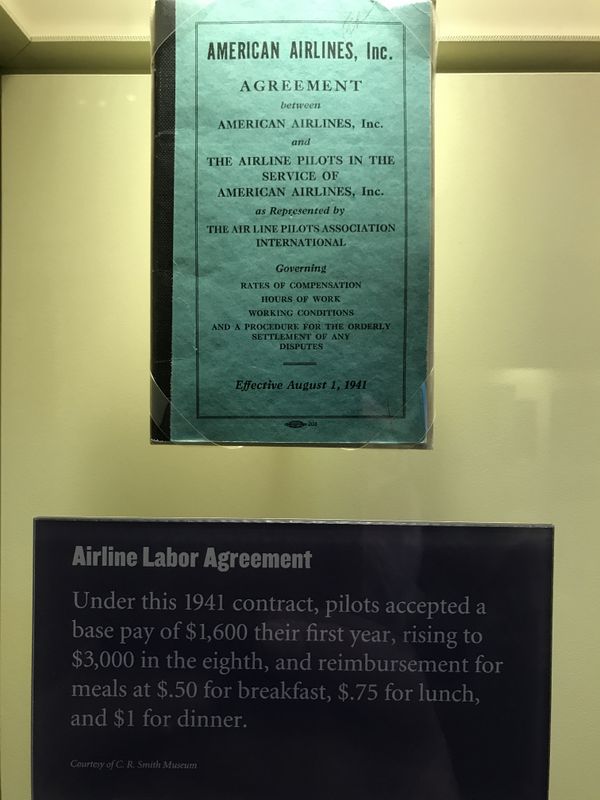 AMERICAN AIRLINES, Inc.
AGREEMENT
between
AMERICAN AIRLINES, Inc.
and
THE AIRLINE PILOTS IN THE
SERVICE OF
AMERICAN AIRLINES, Inc.
as Represented by
THE AIR LINE PILOTS ASSOCIATION
INTERNATIONAL
Governing
RATES OF COMPENSATION
HOURS OF WORK
WORKING CONDITIONS
AND A PROCEDURE FOR THE ORDERLY
SETTLEMENT OF ANY
DISPUTES
Effective August 1, 1941
Airline Labor Agreement
Under this 1941 contract, pilots accepted a
base pay of $1,600 their first year, rising to
$3,000 in the eighth, and reimbursement for
meals at $.50 for breakfast, $.75 for lunch,
and $1 for dinner.
Courtesy of C. R. Smith Museum